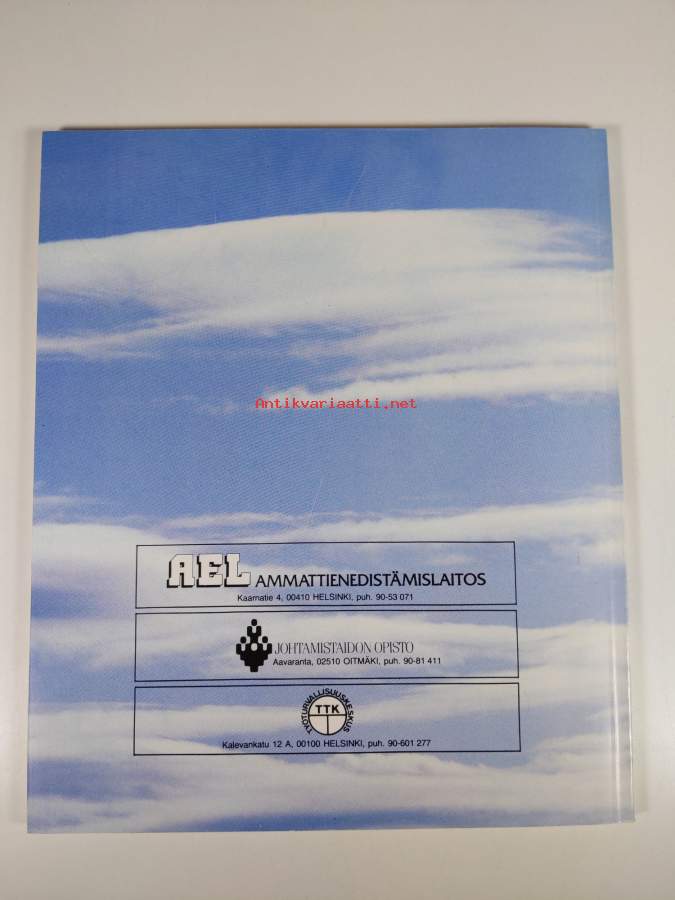 Antikvariaatti.net
AEL AMMATTIENEDISTÄMISLAITOS
Kaarnatie 4, 00410 HELSINKI, puh. 90-53 071
JOHTAMISTAIDON OPISTO
Aavaranta, 02510 OITMÄKI, puh. 90-81 411
TYÖTURVALLISUUSKESKUS
TTK
Kalevankatu 12 A, 00100 HELSINKI, puh. 90-601 277